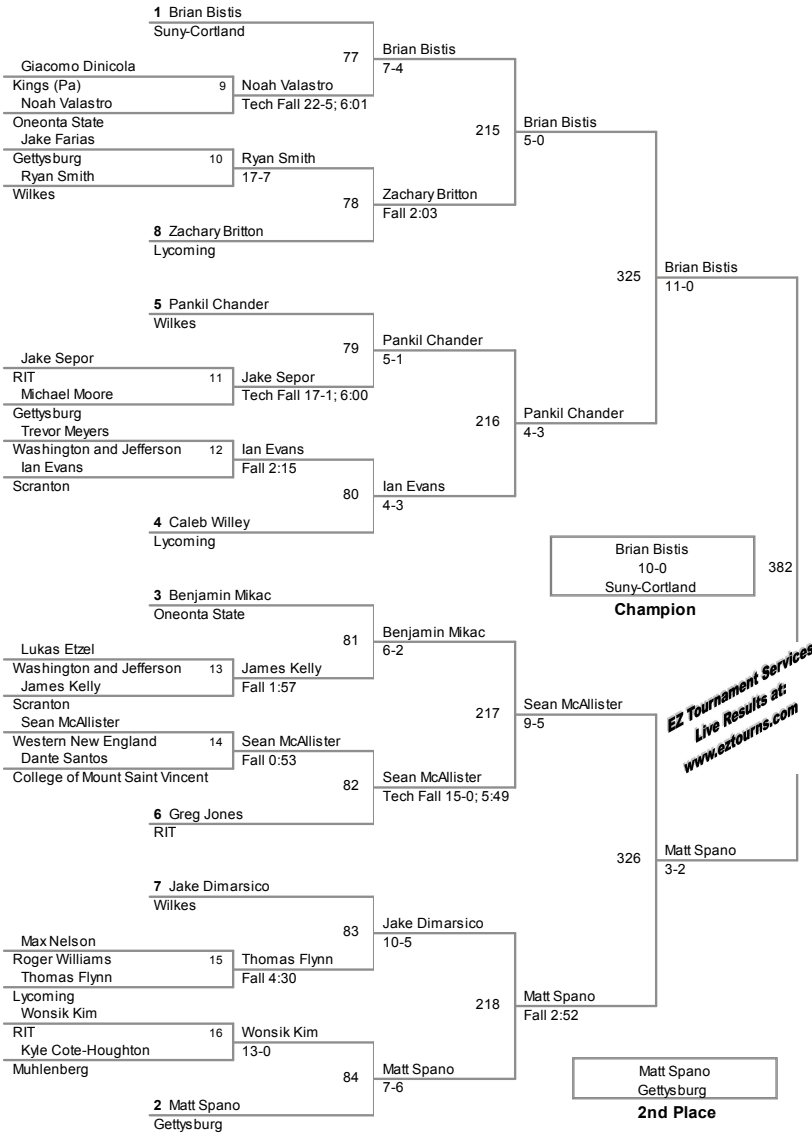 1 Brian Bistis
Suny-Cortland
77
Brian Bistis
7-4
Giacomo Dinicola
Kings (Pa)
9
Noah Valastro
Noah Valastro
Tech Fall 22-5; 6:01
Oneonta State
Jake Farias
215
Brian Bistis
5-0
Gettysburg
10
Ryan Smith
Ryan Smith
17-7
Wilkes
78
Zachary Britton
Fall 2:03
8 Zachary Britton
Lycoming
325
Brian Bistis
11-0
5 Pankil Chander
Wilkes
79
Pankil Chander
5-1
Jake Sepor
RIT
11
Jake Sepor
Michael Moore
Tech Fall 17-1; 6:00
Gettysburg
Trevor Meyers
216
Pankil Chander
4-3
Washington and Jefferson
12
Ian Evans
Ian Evans
Fall 2:15
Scranton
80
Ian Evans
4-3
4 Caleb Willey
Lycoming
Brian Bistis
10-0
Suny-Cortland
Champion
382
3 Benjamin Mikac
Oneonta State
81
Benjamin Mikac
6-2
Lukas Etzel
Washington and Jefferson
13
James Kelly
James Kelly
Fall 1:57
Scranton
Sean McAllister
217
Sean McAllister
9-5
EZ Tournament Services
Live Results at:
www.eztourns.com
Western New England
14
Sean McAllister
Dante Santos
Fall 0:53
College of Mount Saint Vincent
82
Sean McAllister
Tech Fall 15-0; 5:49
6 Greg Jones
RIT
326
Matt Spano
3-2
7 Jake Dimarsico
Wilkes
83
Jake Dimarsico
10-5
Max Nelson
Roger Williams
15
Thomas Flynn
Thomas Flynn
Fall 4:30
Lycoming
Wonsik Kim
218
Matt Spano
Fall 2:52
RIT
16
Wonsik Kim
Kyle Cote-Houghton
13-0
Muhlenberg
84
Matt Spano
7-6
2 Matt Spano
Gettysburg
Matt Spano
Gettysburg
2nd Place